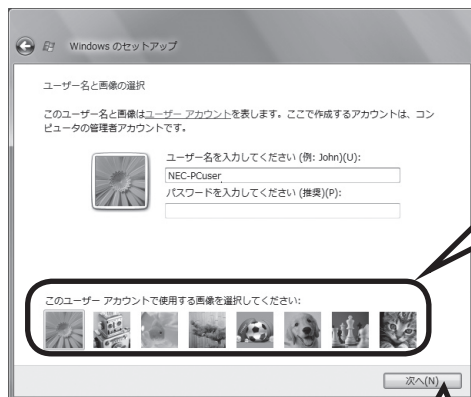 Windows のセットアップ
ユーザー名と画像の選択
このユーザー名と画像はユーザー アカウントを表します。ここで作成するアカウントは、コン
ピュータの管理者アカウントです。
ユーザー名を入力してください (例: John)(U):
NEC-PCuser
パスワードを入力してください (推奨)(P):
このユーザー アカウントで使用する画像を選択してください:
次へ(N)